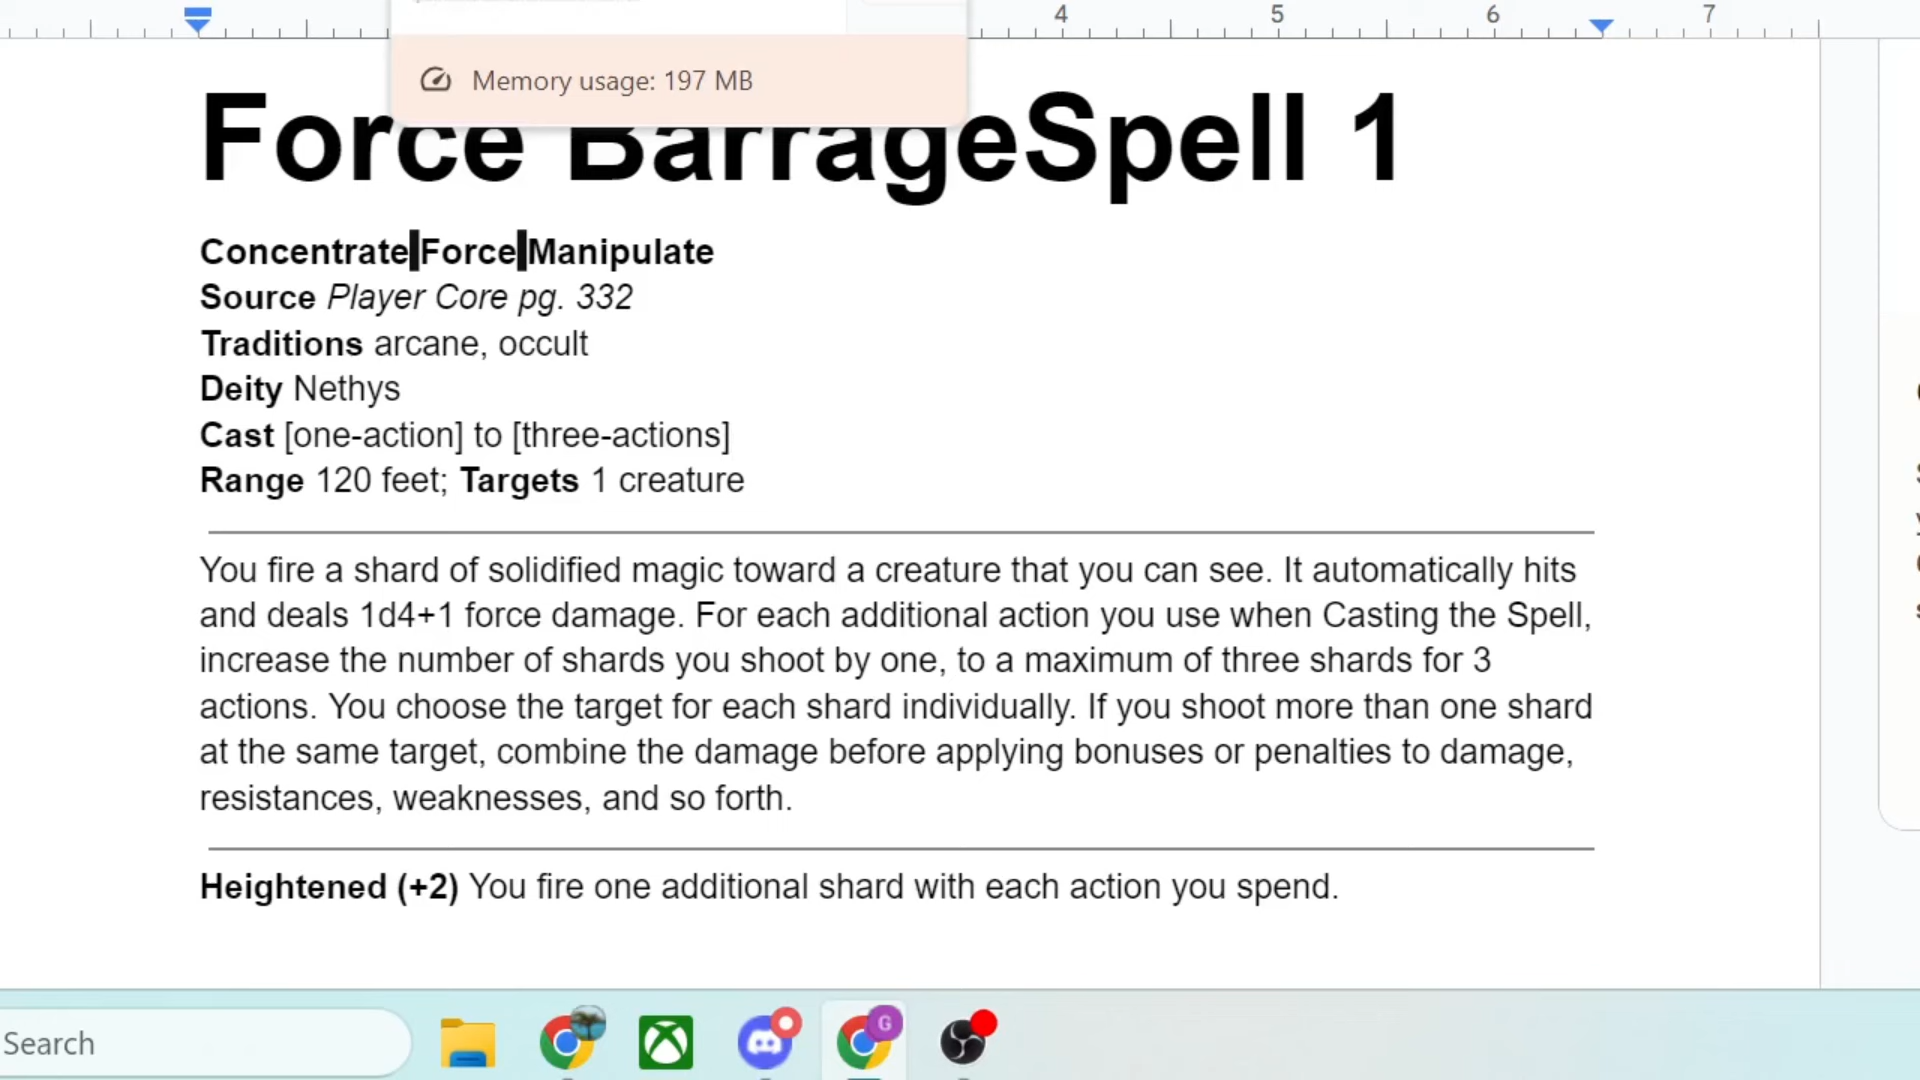 4 5 6 7
Memory usage: 197 MB
Force BarrageSpell 1
Concentrate Force Manipulate
Source Player Core pg. 332
Traditions arcane, occult
Deity Nethys
Cast [one-action] to [three-actions]
Range 120 feet; Targets 1 creature
You fire a shard of solidified magic toward a creature that you can see. It automatically hits
and deals 1d4+1 force damage. For each additional action you use when Casting the Spell,
increase the number of shards you shoot by one, to a maximum of three shards for 3
actions. You choose the target for each shard individually. If you shoot more than one shard
at the same target, combine the damage before applying bonuses or penalties to damage,
resistances, weaknesses, and so forth.
Heightened (+2) You fire one additional shard with each action you spend.
Search
G